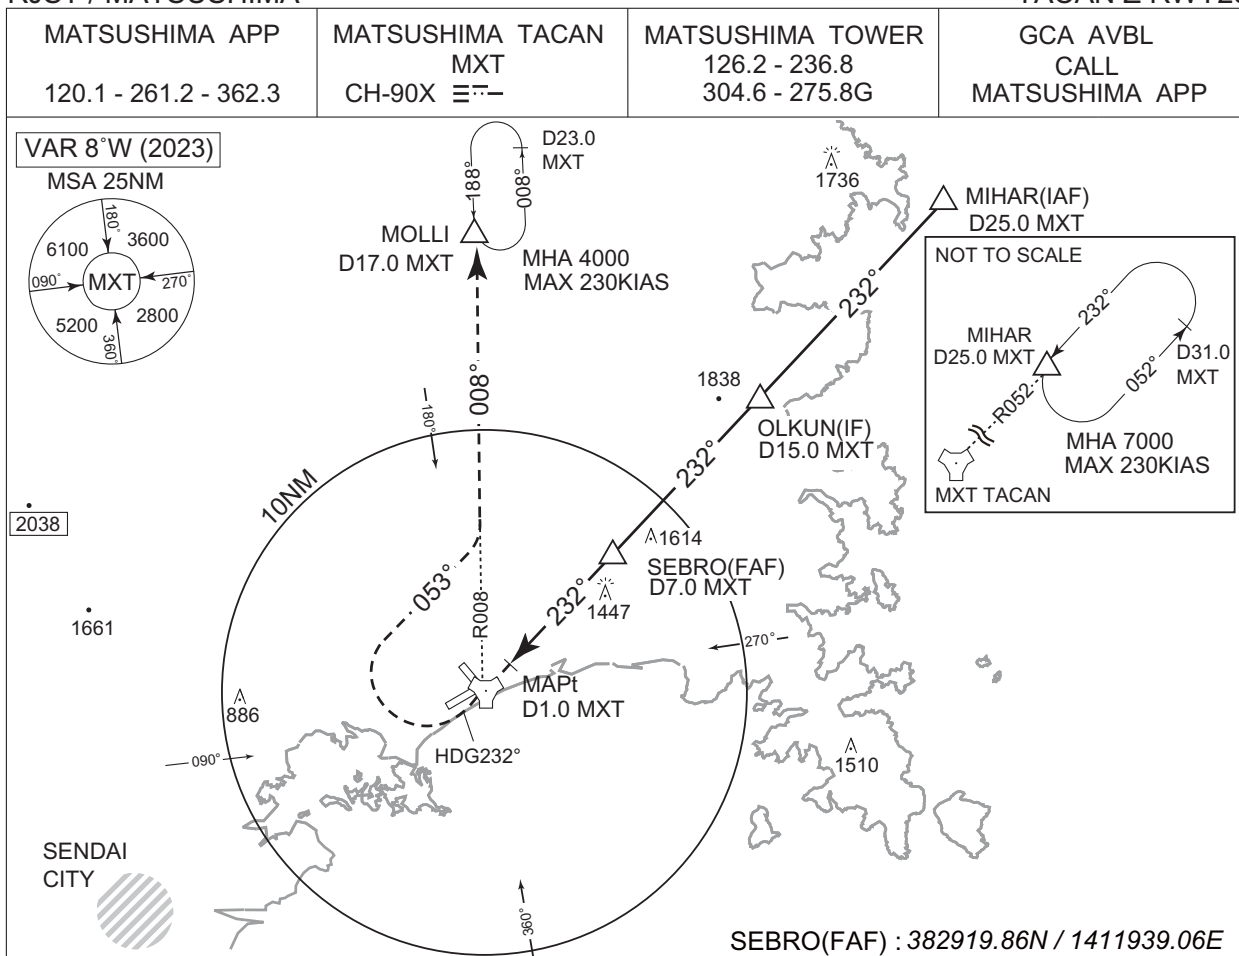 MATSUSHIMA APP
120.1 - 261.2 - 362.3
MATSUSHIMA TACAN
MXT
CH-90X
MATSUSHIMA TOWER
126.2 - 236.8
304.6 - 275.8G
GCA AVBL
CALL
MATSUSHIMA APP
VAR 8°W (2023)
MSA 25NM
180°
6100
3600
090°
MXT
270°
5200
2800
360°
D23.0
MXT
188°
008°
MOLLI
D17.0 MXT
MHA 4000
MAX 230KIAS
1736
MIHAR(IAF)
D25.0 MXT
232°
NOT TO SCALE
232°
MIHAR
D25.0 MXT
D31.0
MXT
052°
R052
MHA 7000
MAX 230KIAS
MXT TACAN
008°
1838
OLKUN(IF)
D15.0 MXT
180°
232°
10NM
2038
1614
SEBRO(FAF)
D7.0 MXT
053°
232°
1447
R008
1661
270°
MAPt
D1.0 MXT
886
HDG232°
090°
1510
SENDAI
CITY
360°
SEBRO(FAF) : 382919.86N / 1411939.06E